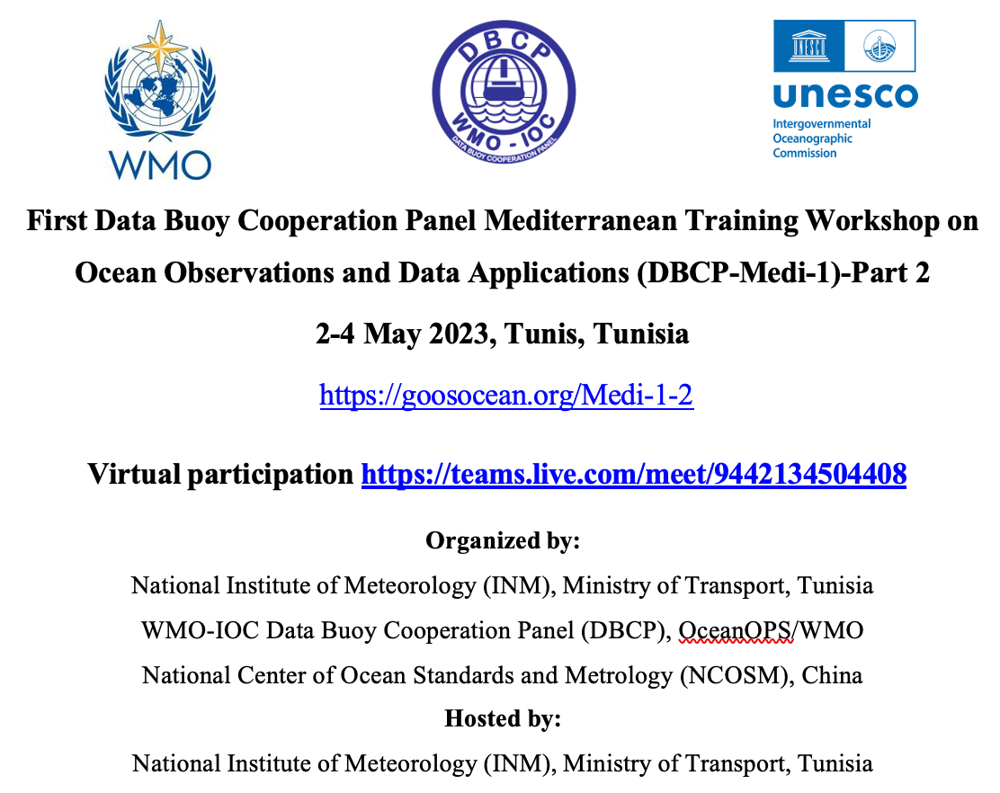 WMO
DBCP
WMO - IOC
DATA BUOY COOPERATION PANEL
UNESCO
unesco
Intergovernmental
Oceanographic
Commission
First Data Buoy Cooperation Panel Mediterranean Training Workshop on
Ocean Observations and Data Applications (DBCP-Medi-1)-Part 2
2-4 May 2023, Tunis, Tunisia
https://goosocean.org/Medi-1-2
Virtual participation https://teams.live.com/meet/9442134504408
Organized by:
National Institute of Meteorology (INM), Ministry of Transport, Tunisia
WMO-IOC Data Buoy Cooperation Panel (DBCP), OceanOPS/WMO
National Center of Ocean Standards and Metrology (NCOSM), China
Hosted by:
National Institute of Meteorology (INM), Ministry of Transport, Tunisia